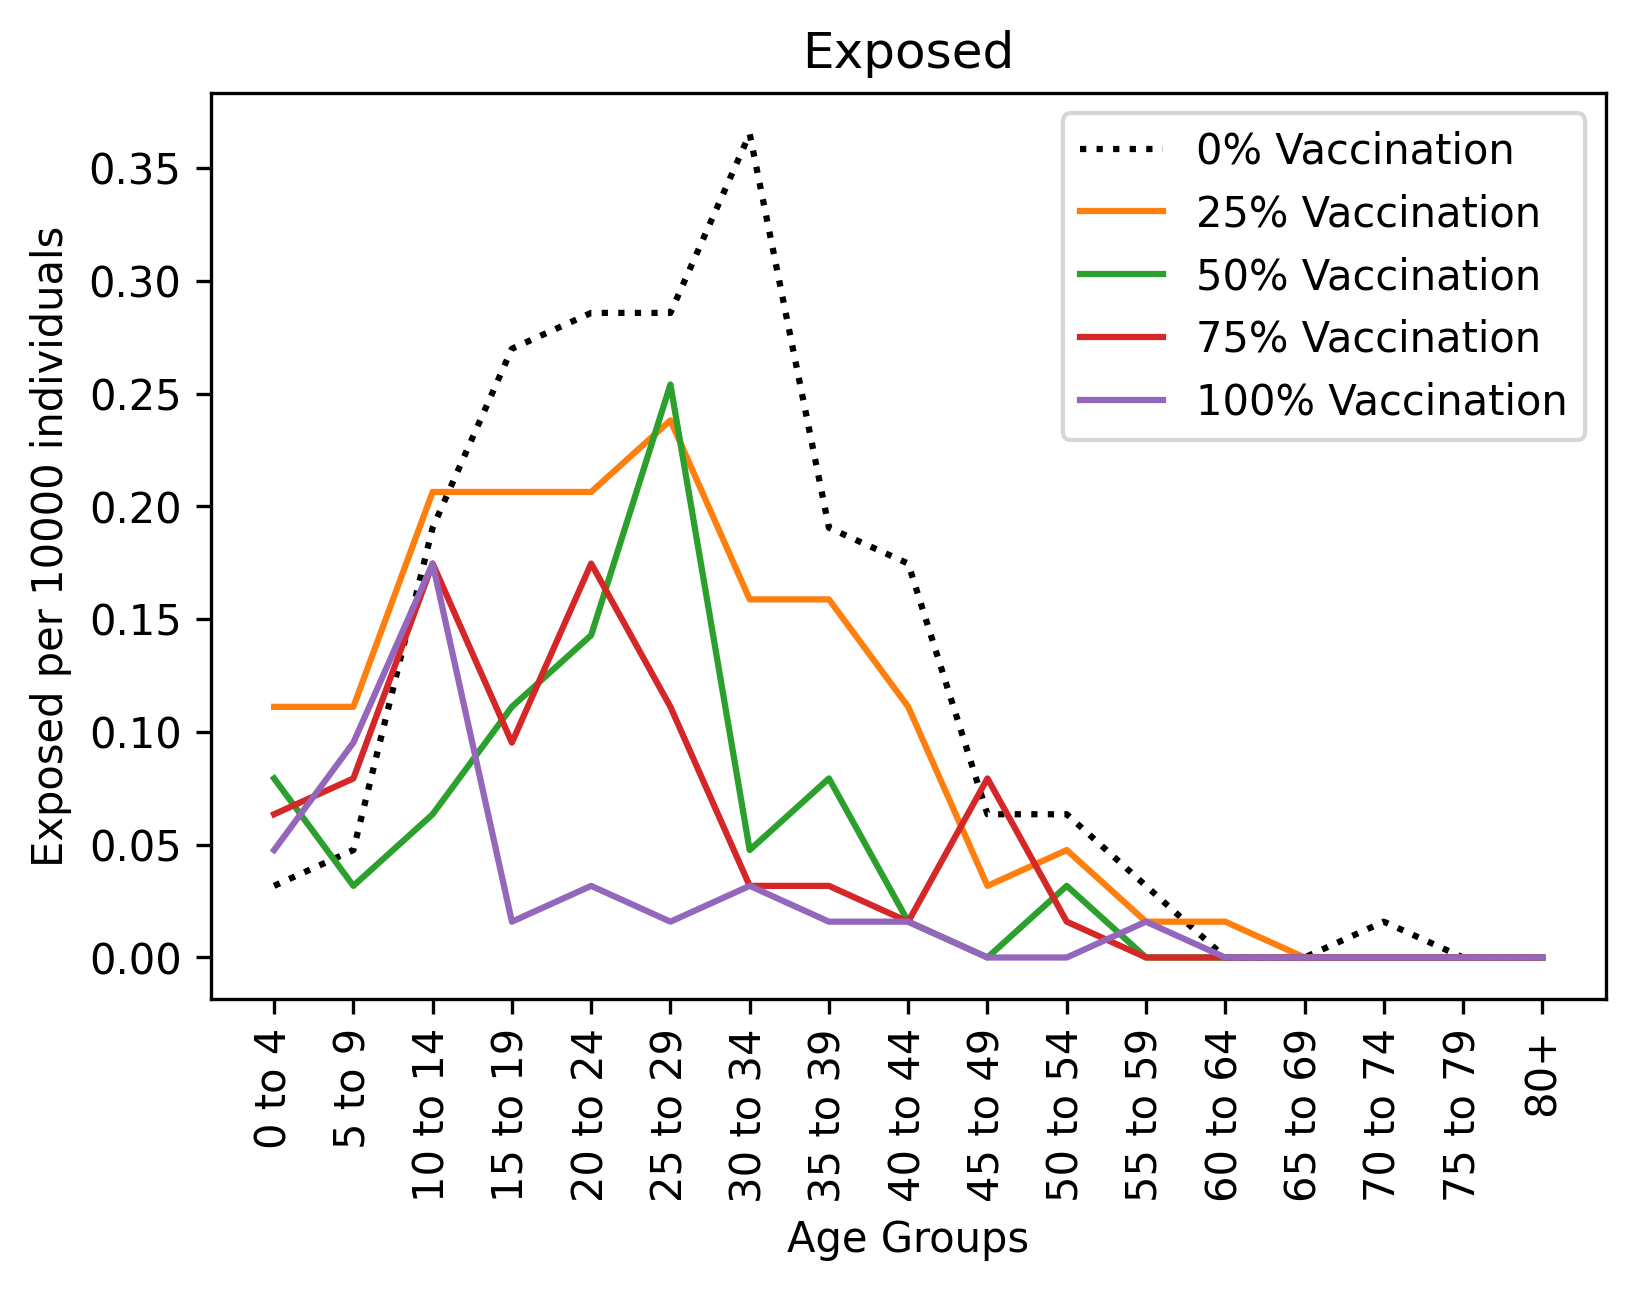 Exposed
Exposed per 10000 individuals
0.35
0.30
0.25
0.20
0.15
0.10
0.05
0.00
0% Vaccination
25% Vaccination
50% Vaccination
75% Vaccination
100% Vaccination
0 to 4
5 to 9
10 to 14
15 to 19
20 to 24
25 to 29
30 to 34
35 to 39
40 to 44
45 to 49
50 to 54
55 to 59
60 to 64
65 to 69
70 to 74
75 to 79
80+
Age Groups